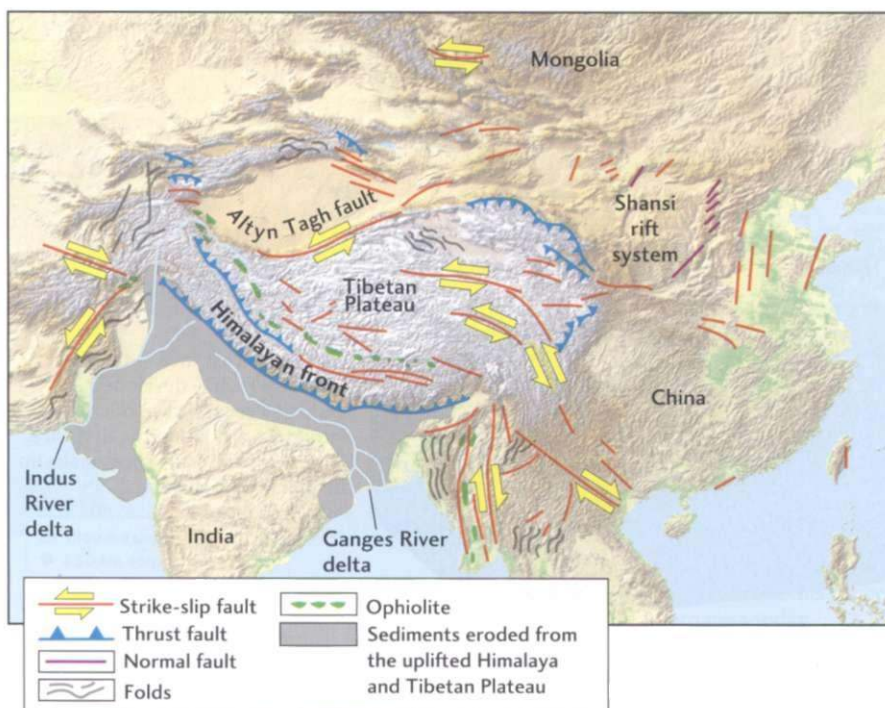 Mongolia
Altyn Tagh fault
Shansi
rift
system
Tibetan
Plateau
Himalayan front
China
Indus
River
delta
India
Ganges River
delta
Strike-slip fault
Thrust fault
Normal fault
Folds
Ophiolite
Sediments eroded from
the uplifted Himalaya
and Tibetan Plateau